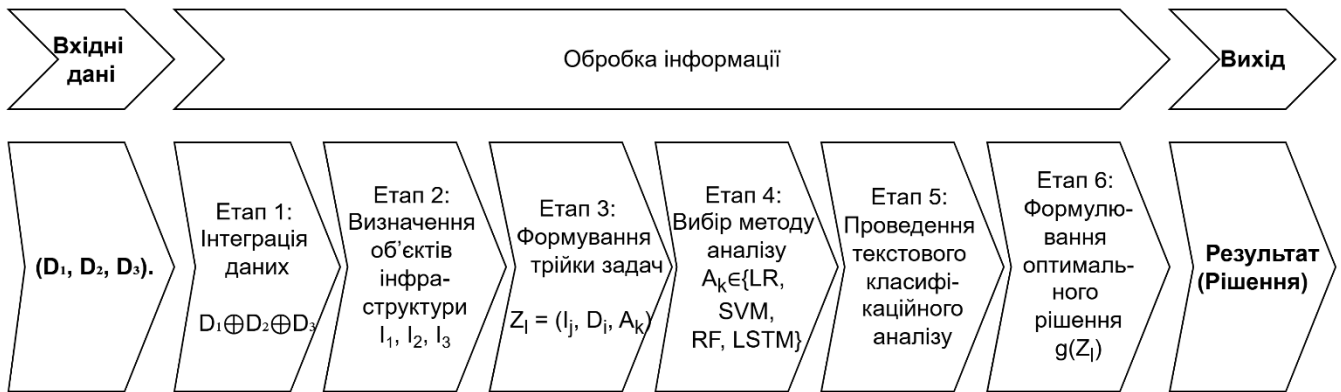 Вхідні
дані
Обробка інформації
Вихід
(D₁, D₂, D₃).
Етап 1:
Інтеграція
даних
D₁⊕D₂⊕D₃
Етап 2:
Визначення
об’єктів
інфра-
структури
I₁, I₂, I₃
Етап 3:
Формування
трійки задач
Zₗ = (Iⱼ, Dᵢ, Aₖ)
Етап 4:
Вибір методу
аналізу
Aₖ∈{LR,
SVM,
RF, LSTM}
Етап 5:
Проведення
текстового
класифі-
каційного
аналізу
Етап 6:
Формулю-
вання
оптималь-
ного
рішення
g(Zₗ)
Результат
(Рішення)